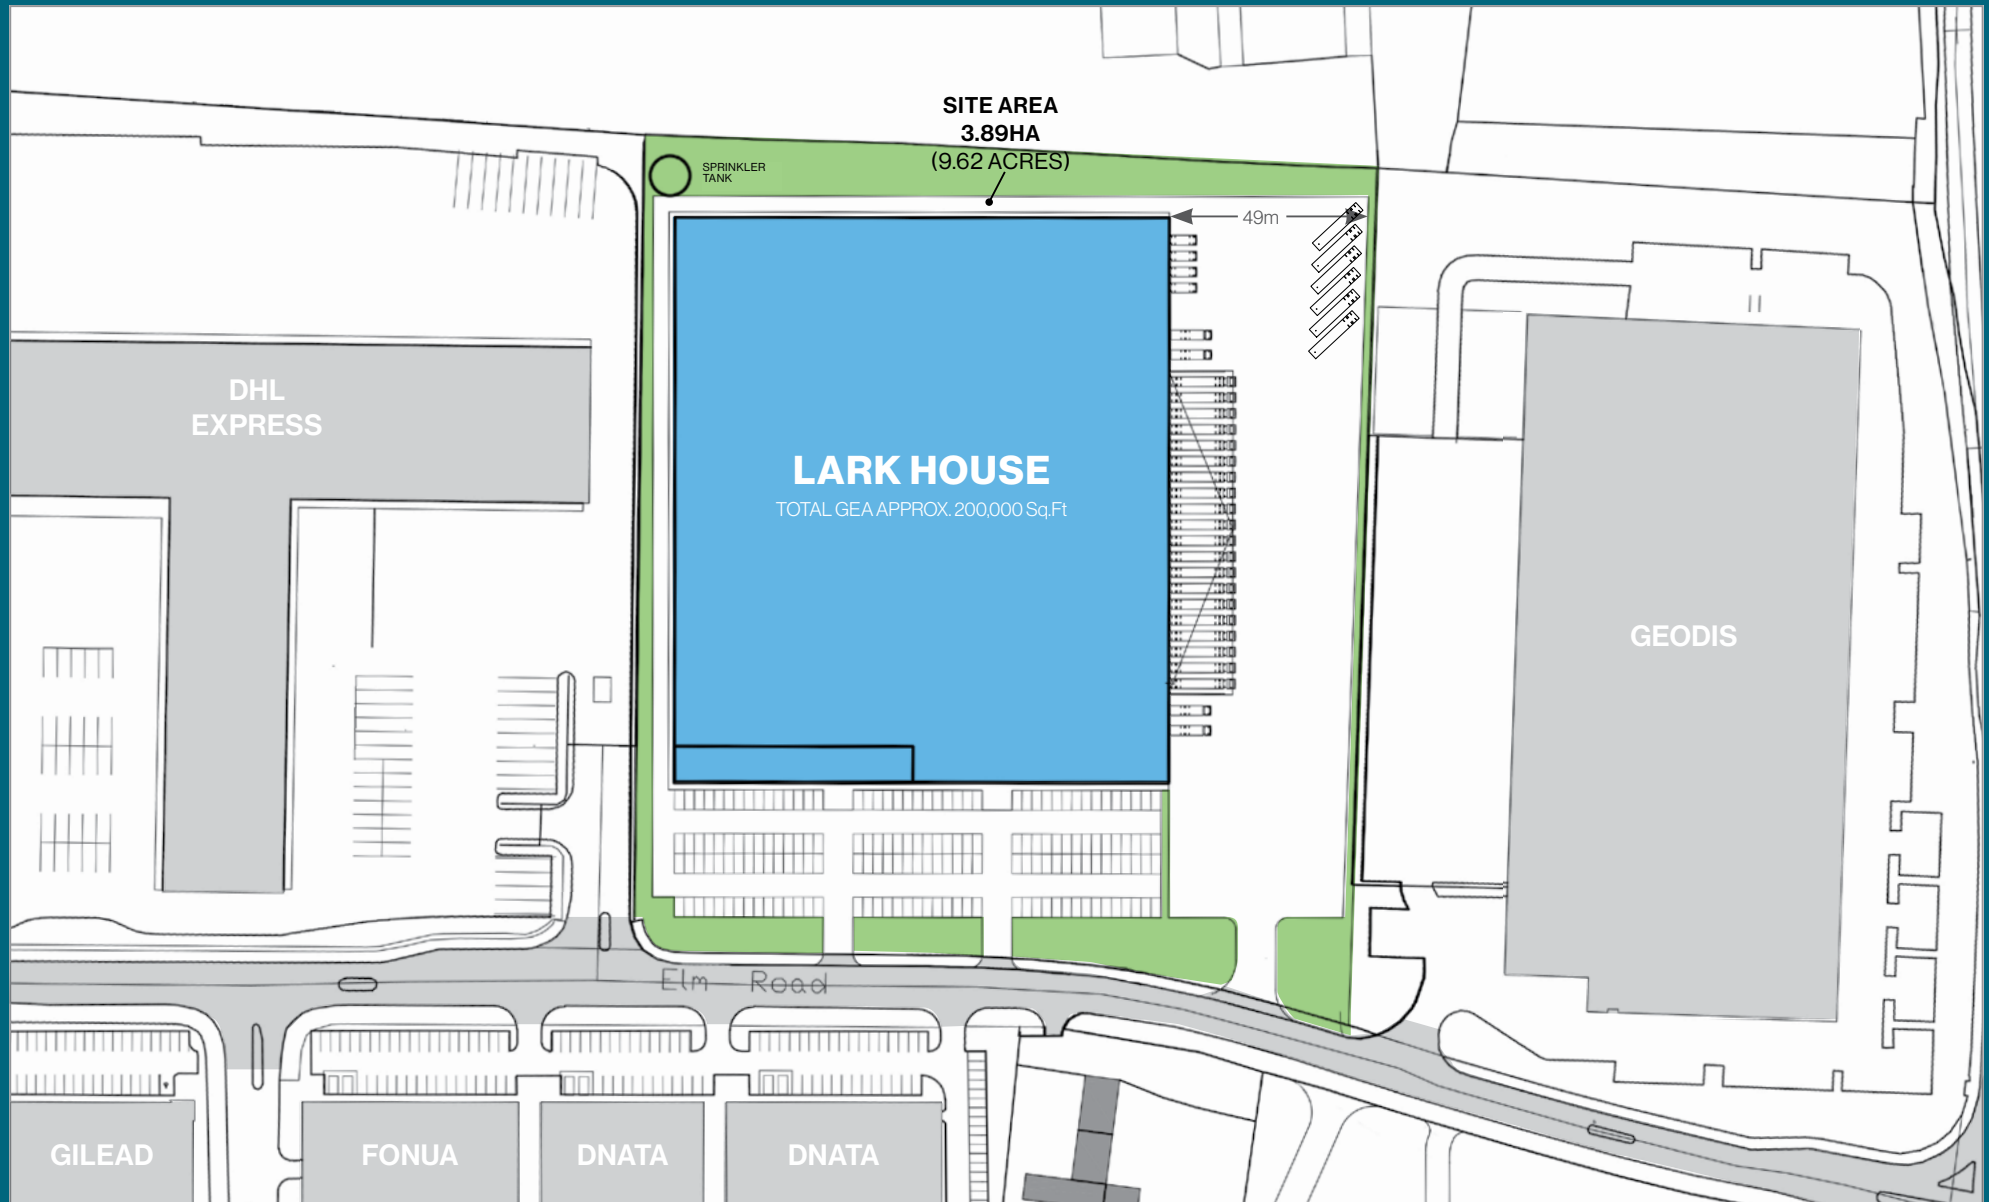 SITE AREA
3.89HA
(9.62 ACRES)
SPRINKLER
TANK
49m
DHL
EXPRESS
LARK HOUSE
TOTAL GEA APPROX. 200,000 Sq.Ft
GEODIS
Elm Road
GILEAD
FONUA
DNATA
DNATA